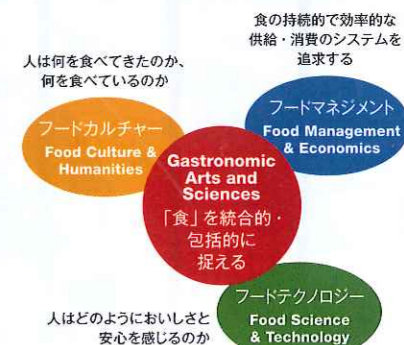 人は何を食べてきたのか、
何を食べているのか
フードカルチャー
Food Culture &
Humanities
食の持続的で効率的な
供給・消費のシステムを
追求する
フードマネジメント
Food Management
& Economics
Gastronomic
Arts and
Sciences
「食」を統合的・
包括的に
捉える
人はどのようにおいしさと
安心を感じるのか
フードテクノロジー
Food Science
& Technology